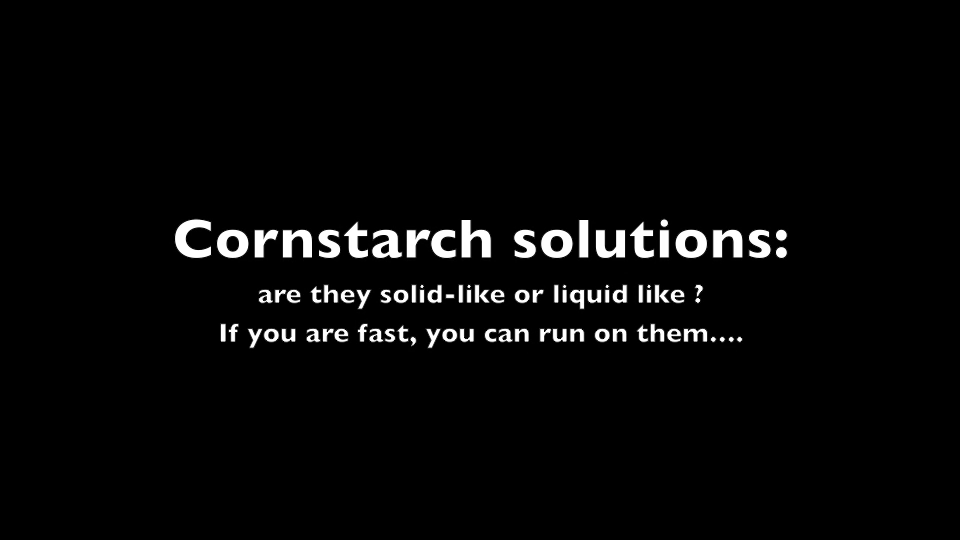 Cornstarch solutions:
are they solid-like or liquid like ?
If you are fast, you can run on them....